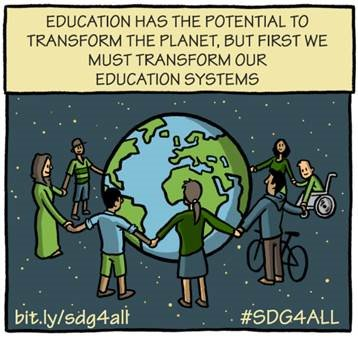 EDUCATION HAS THE POTENTIAL TO
TRANSFORM THE PLANET, BUT FIRST WE
MUST TRANSFORM OUR
EDUCATION SYSTEMS
bit.ly/sdg4all
#SDG4ALL